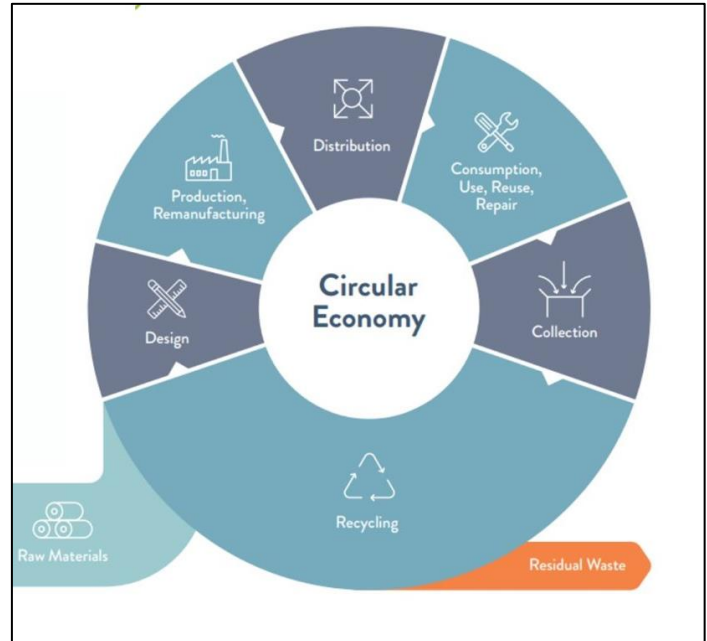 Distribution
Consumption,
Use, Reuse,
Repair
Production,
Remanufacturing
Circular
Economy
Design
Collection
Recycling
Raw Materials
Residual Waste